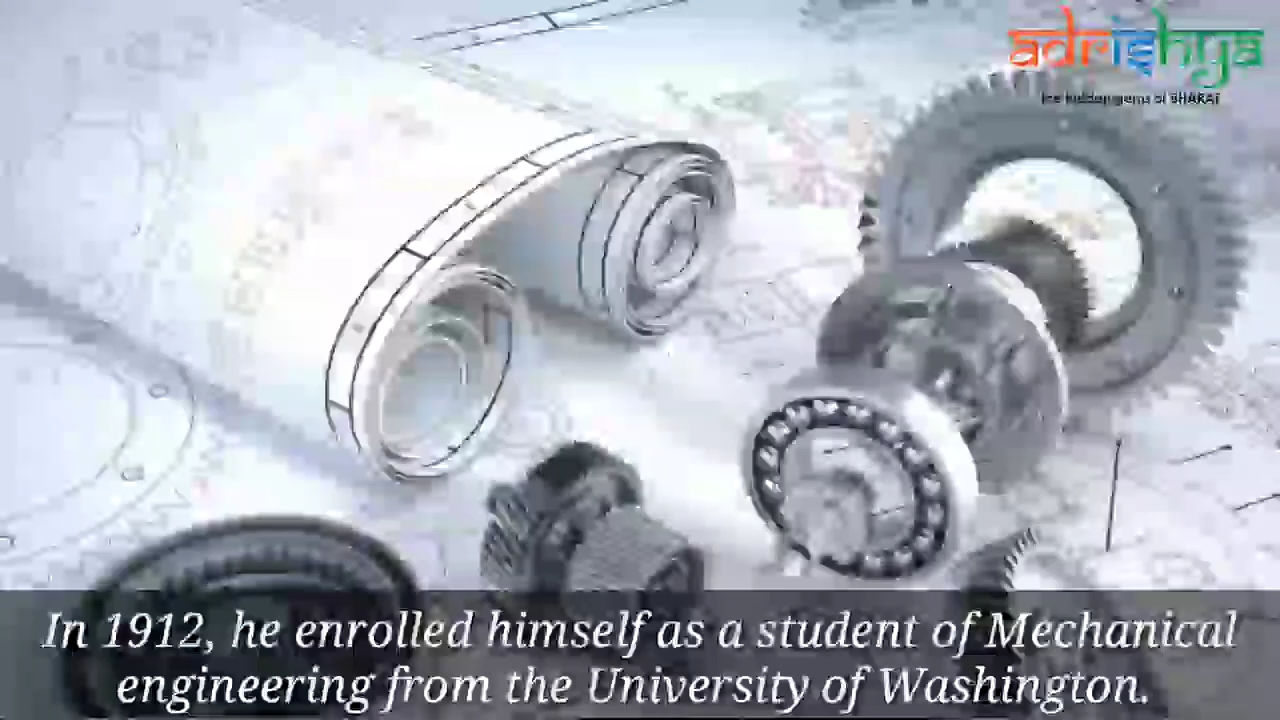 adrishya
the hidden gems of BHARAT
In 1912, he enrolled himself as a student of Mechanical
engineering from the University of Washington.